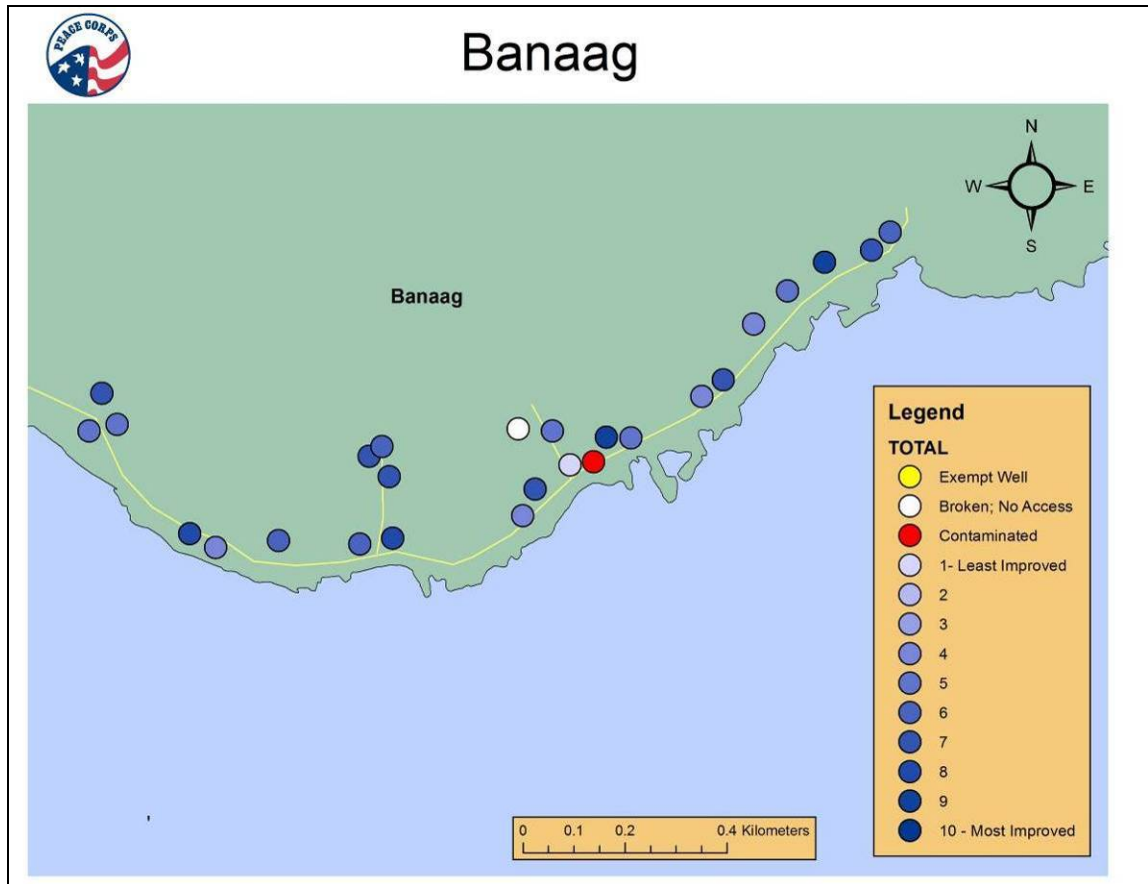 PEACE CORPS
Banaag
N
W E
S
Banaag
Legend
TOTAL
Exempt Well
Broken; No Access
Contaminated
1- Least Improved
2
3
4
5
6
7
8
9
10 - Most Improved
0 0.1 0.2 0.4 Kilometers